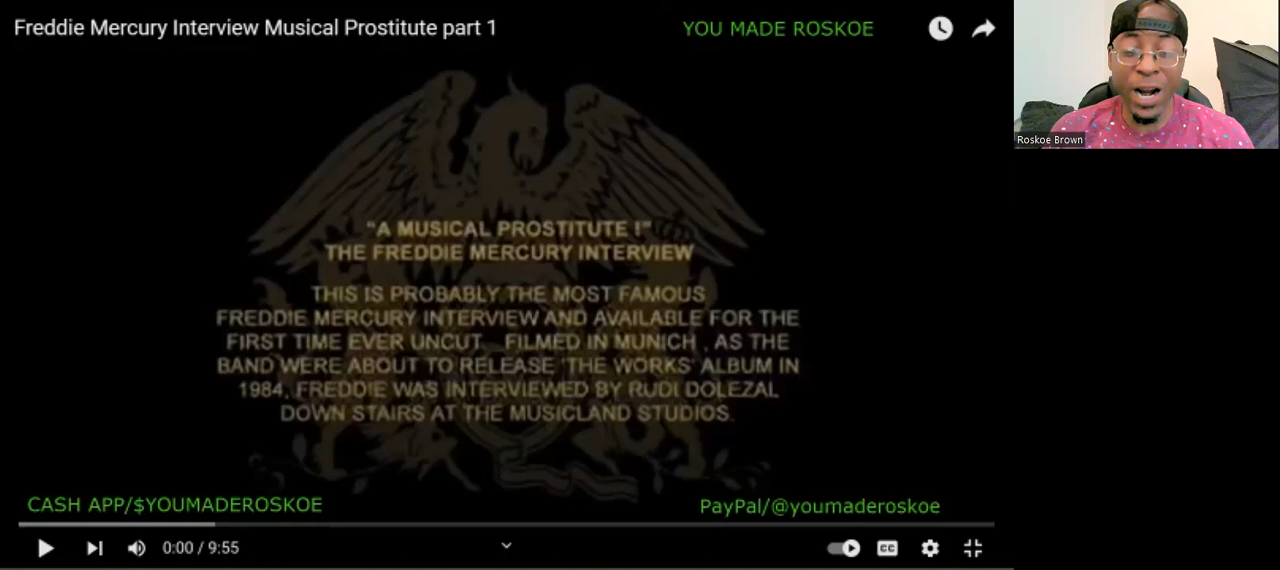 Freddie Mercury Interview Musical Prostitute part 1
YOU MADE ROSKOE
Roskoe Brown
"A MUSICAL PROSTITUTE !"
THE FREDDIE MERCURY INTERVIEW
THIS IS PROBABLY THE MOST FAMOUS
FREDDIE MERCURY INTERVIEW AND AVAILABLE FOR THE
FIRST TIME EVER UNCUT FILMED IN MUNICH , AS THE
BAND WERE ABOUT TO RELEASE 'THE WORKS' ALBUM IN
1984, FREDDIE WAS INTERVIEWED BY RUDI DOLEZAL
DOWN STAIRS AT THE MUSICLAND STUDIOS.
CASH APP/$YOUMADEROSKOE
PayPal/@youmaderoskoe
0:00 / 9:55
CC